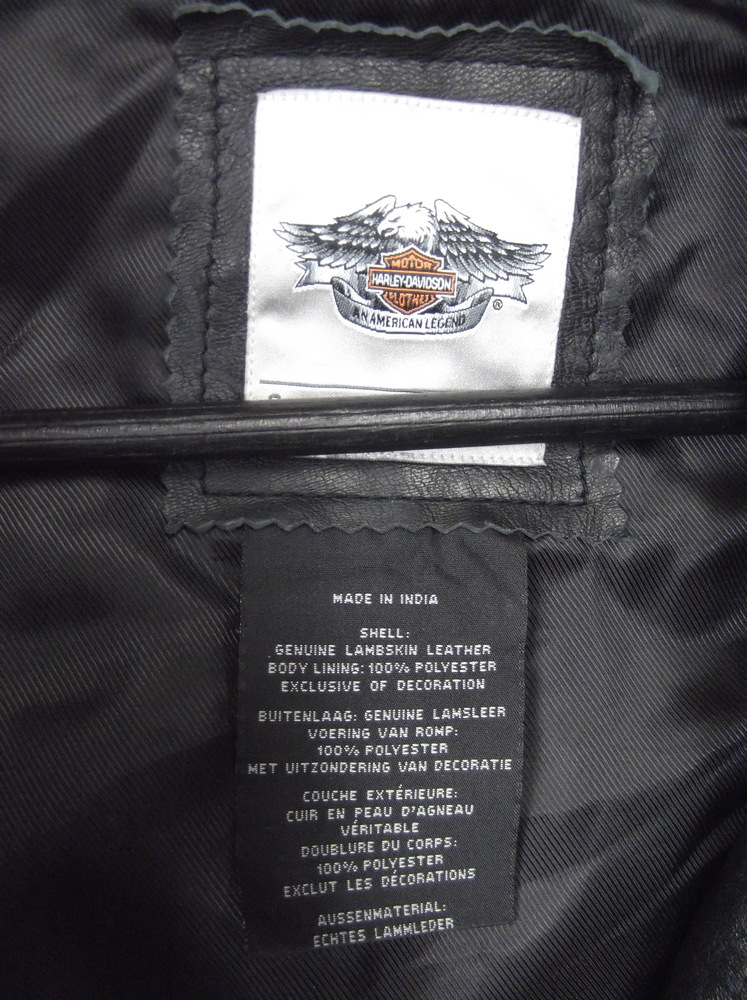 MOTOR
HARLEY-DAVIDSON
CLOTHES
AN AMERICAN LEGEND
®
MADE IN INDIA
SHELL:
GENUINE LAMBSKIN LEATHER
BODY LINING: 100% POLYESTER
EXCLUSIVE OF DECORATION
BUITENLAAG: GENUINE LAMSLEER
VOERING VAN ROMP:
100% POLYESTER
MET UITZONDERING VAN DECORATIE
COUCHE EXTÉRIEURE:
CUIR EN PEAU D'AGNEAU
VÉRITABLE
DOUBLURE DU CORPS:
100% POLYESTER
EXCLUT LES DÉCORATIONS
AUSSENMATERIAL:
ECHTES LAMMLEDER